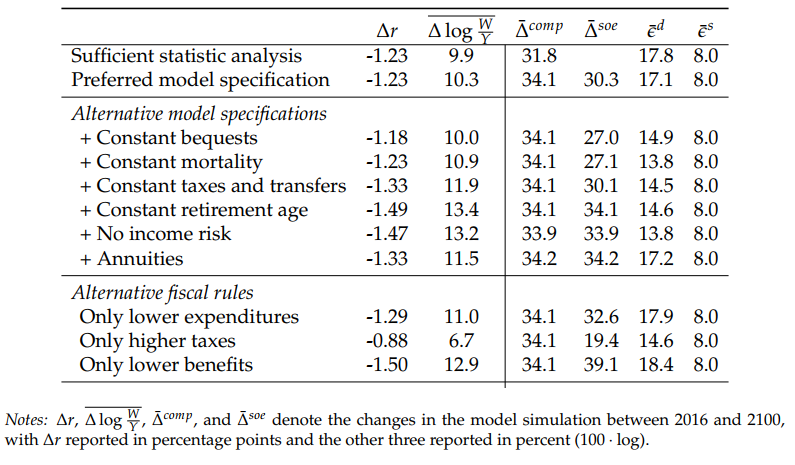 Δr $\overline{\Delta \log \frac{W}{Y}}$ $\bar{\Delta}^{comp}$ $\bar{\Delta}^{soe}$ $\bar{\epsilon}^{d}$ $\bar{\epsilon}^{s}$
Sufficient statistic analysis -1.23 9.9 31.8 17.8 8.0
Preferred model specification -1.23 10.3 34.1 30.3 17.1 8.0
Alternative model specifications
+ Constant bequests -1.18 10.0 34.1 27.0 14.9 8.0
+ Constant mortality -1.23 10.9 34.1 27.1 13.8 8.0
+ Constant taxes and transfers -1.33 11.9 34.1 30.1 14.5 8.0
+ Constant retirement age -1.49 13.4 34.1 34.1 14.6 8.0
+ No income risk -1.47 13.2 33.9 33.9 13.8 8.0
+ Annuities -1.33 11.5 34.2 34.2 17.2 8.0
Alternative fiscal rules
Only lower expenditures -1.29 11.0 34.1 32.6 17.9 8.0
Only higher taxes -0.88 6.7 34.1 19.4 14.6 8.0
Only lower benefits -1.50 12.9 34.1 39.1 18.4 8.0
Notes: Δr, $\overline{\Delta \log \frac{W}{Y}}$, $\bar{\Delta}^{comp}$, and $\bar{\Delta}^{soe}$ denote the changes in the model simulation between 2016 and 2100,
with Δr reported in percentage points and the other three reported in percent (100 · log).